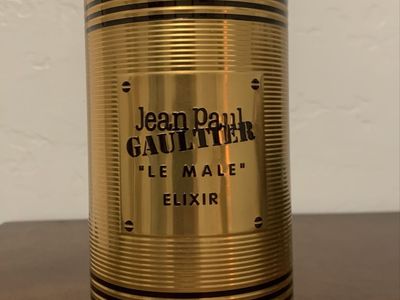 Jean Paul
GAULTIER
"LE MALE"
ELIXIR